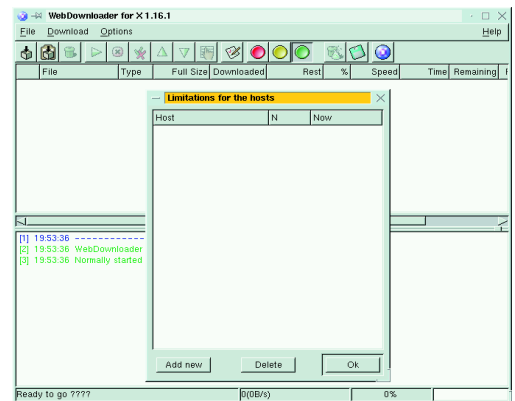 WebDownloader for X 1.16.1
File Download Options Help
File Type Full Size Downloaded Rest % Speed Time Remaining
Limitations for the hosts
Host N Now
[1] 19:53:36 ------------
[2] 19:53:36 WebDownloader
[3] 19:53:36 Normally started
Add new Delete Ok
Ready to go ???? 0(0B/s) 0%